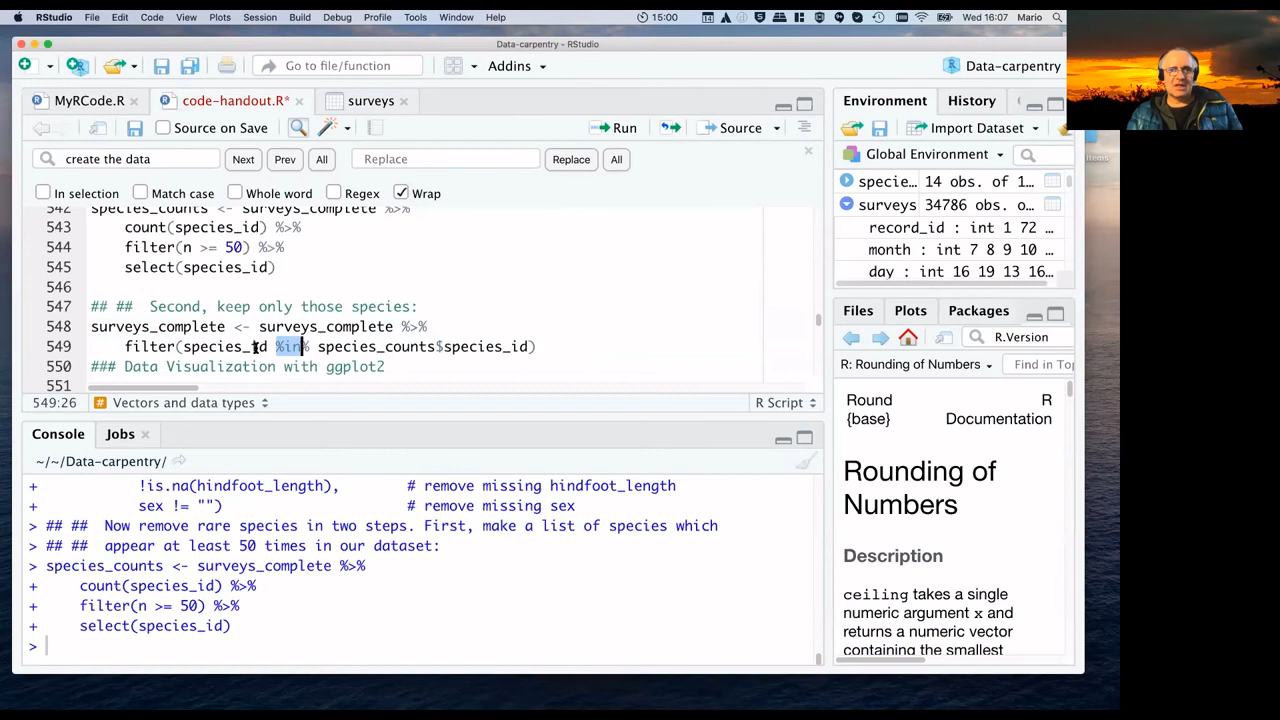 RStudio File Edit Code View Plots Session Build Debug Profile Tools Window Help 15:00 14 Wed 16:07 Mario
Data-carpentry - RStudio
Go to file/function Addins Data-carpentry
MyRCode.R code-handout.R* surveys
Source on Save Run Source
create the data Next Prev All Replace Replace All
In selection Match case Whole word Regex Wrap
542 species_counts <- surveys_complete %>%
543 count(species_id) %>%
544 filter(n >= 50) %>%
545 select(species_id)
546
547 ## ## Second, keep only those species:
548 surveys_complete <- surveys_complete %>%
549 filter(species_id %in% species_counts$species_id)
550 ### Data Visualization with ggplot2
551
549:26 Vectors and data types R Script
Console Jobs
~/~/Data-carpentry/
+ !is.na(hindfoot_length), # remove missing hindfoot_length
+ sex != "") # remove missing sex
> ## ## Now remove rare species in two steps. First, make a list of species which
> ## ## appear at least 50 times in our dataset:
> species_counts <- surveys_complete %>%
+ count(species_id) %>%
+ filter(n >= 50) %>%
+ select(species_id)
>
Environment History
Import Dataset
Global Environment
specie… 14 obs. of 1…
surveys 34786 obs. o…
record_id : int 1 72 …
month : int 7 8 9 10 …
day : int 16 19 13 16…
Files Plots Packages
R.Version
R: Rounding of Numbers Find in Top
Round R
{base} Documentation
Rounding of
Numbers
Description
ceiling takes a single
numeric argument x and
returns a numeric vector
containing the smallest
items